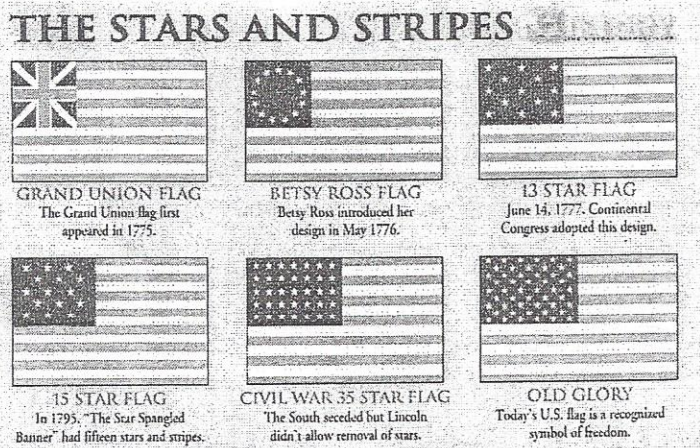 THE STARS AND STRIPES
GRAND UNION FLAG
The Grand Union flag first
appeared in 1775.
BETSY ROSS FLAG
Betsy Ross introduced her
design in May 1776.
13 STAR FLAG
June 14, 1777. Continental
Congress adopted this design.
15 STAR FLAG
In 1795, "The Star Spangled
Banner" had fifteen stars and stripes.
CIVIL WAR 35 STAR FLAG
The South seceded but Lincoln
didn't allow removal of stars.
OLD GLORY
Today's U.S. flag is a recognized
symbol of freedom.